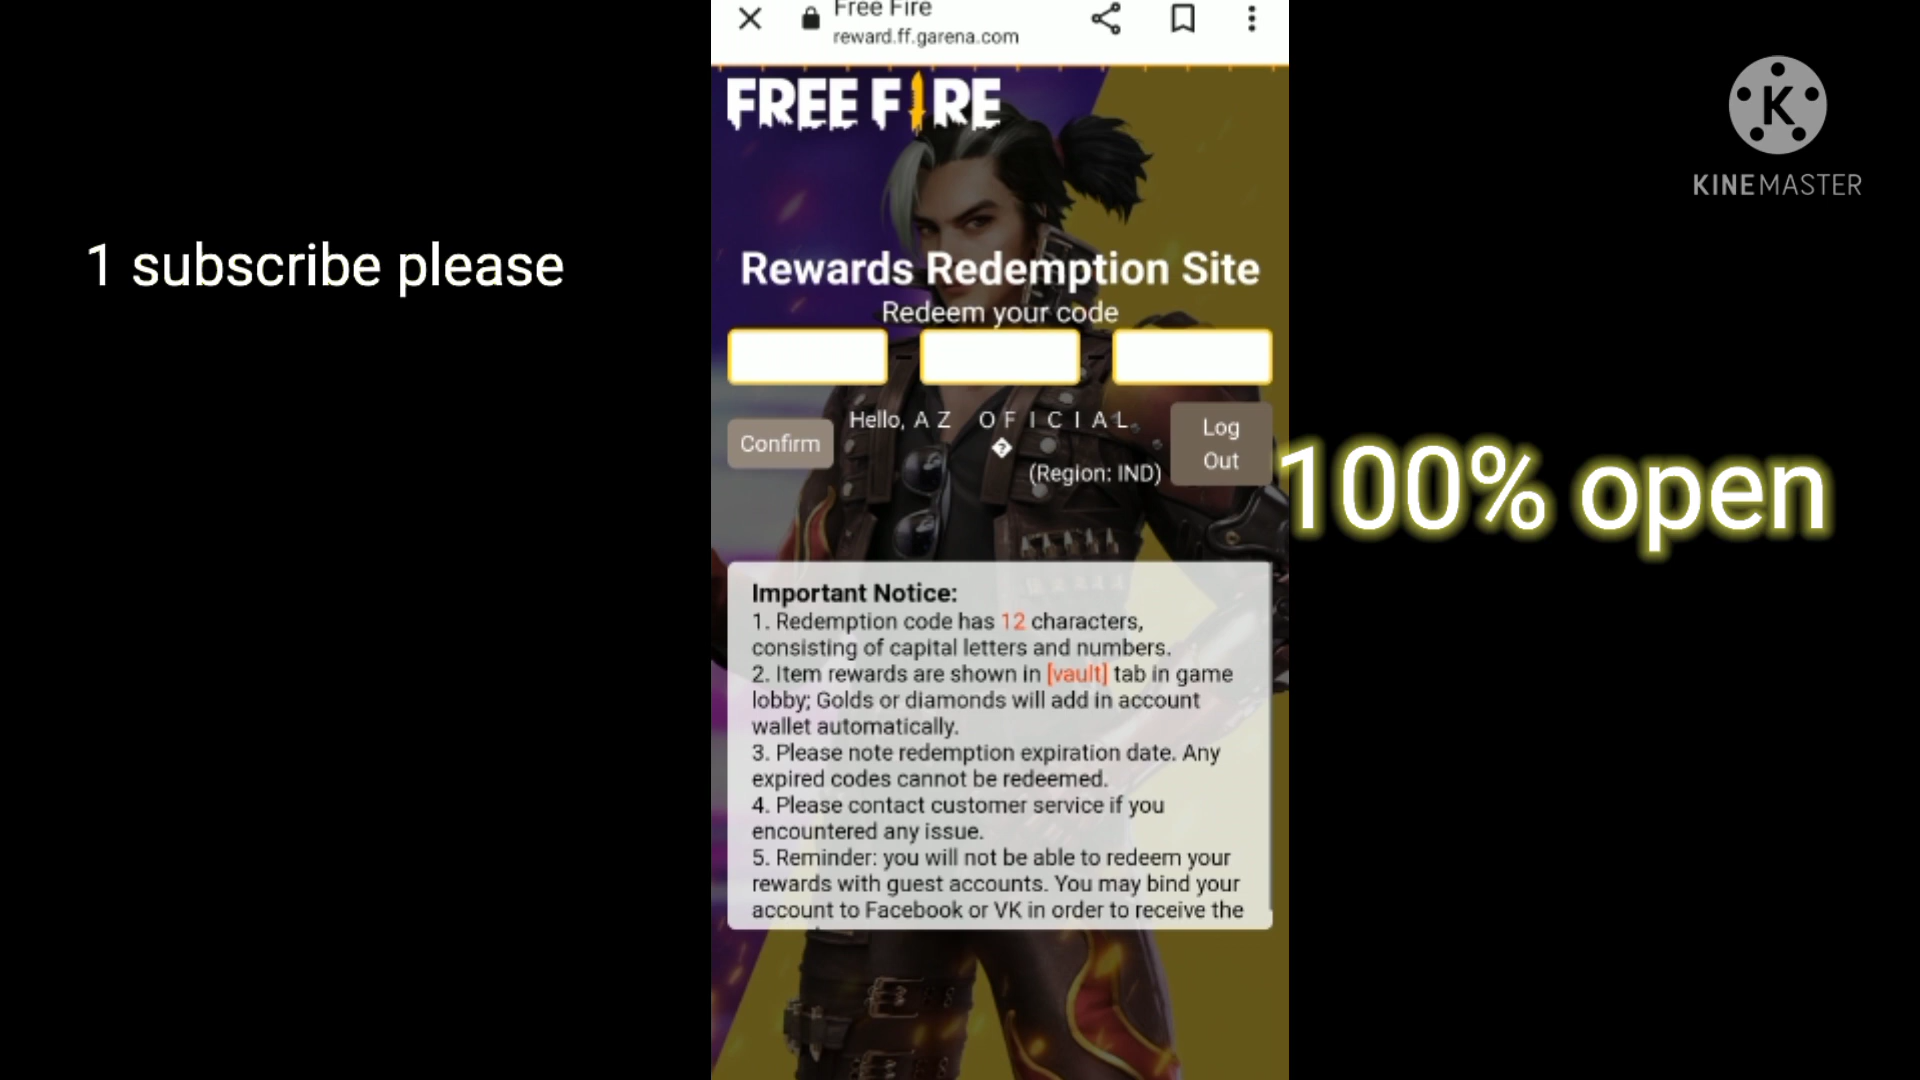 Free Fire
reward.ff.garena.com
FREE FIRE
KINEMASTER
1 subscribe please
Rewards Redemption Site
Redeem your code
Hello, A Z O F I C I A L
Confirm
Log
Out
(Region: IND)
100% open
Important Notice:
1. Redemption code has 12 characters,
consisting of capital letters and numbers.
2. Item rewards are shown in [vault] tab in game
lobby; Golds or diamonds will add in account
wallet automatically.
3. Please note redemption expiration date. Any
expired codes cannot be redeemed.
4. Please contact customer service if you
encountered any issue.
5. Reminder: you will not be able to redeem your
rewards with guest accounts. You may bind your
account to Facebook or VK in order to receive the